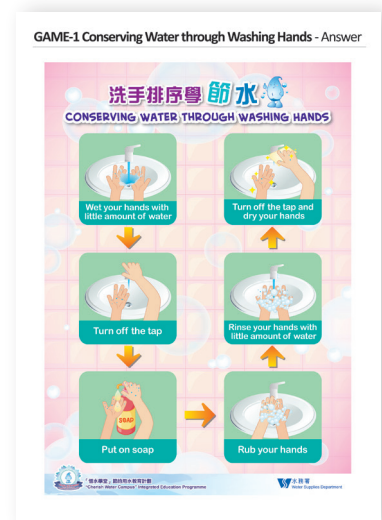 GAME-1 Conserving Water through Washing Hands - Answer
洗手排序學節水
CONSERVING WATER THROUGH WASHING HANDS
Wet your hands with
little amount of water
Turn off the tap
SOAP
Put on soap
Rub your hands
Rinse your hands with
little amount of water
Turn off the tap and
dry your hands
「惜水學堂」節約用水教育計劃
"Cherish Water Campus" Integrated Education Programme
水務署
Water Supplies Department